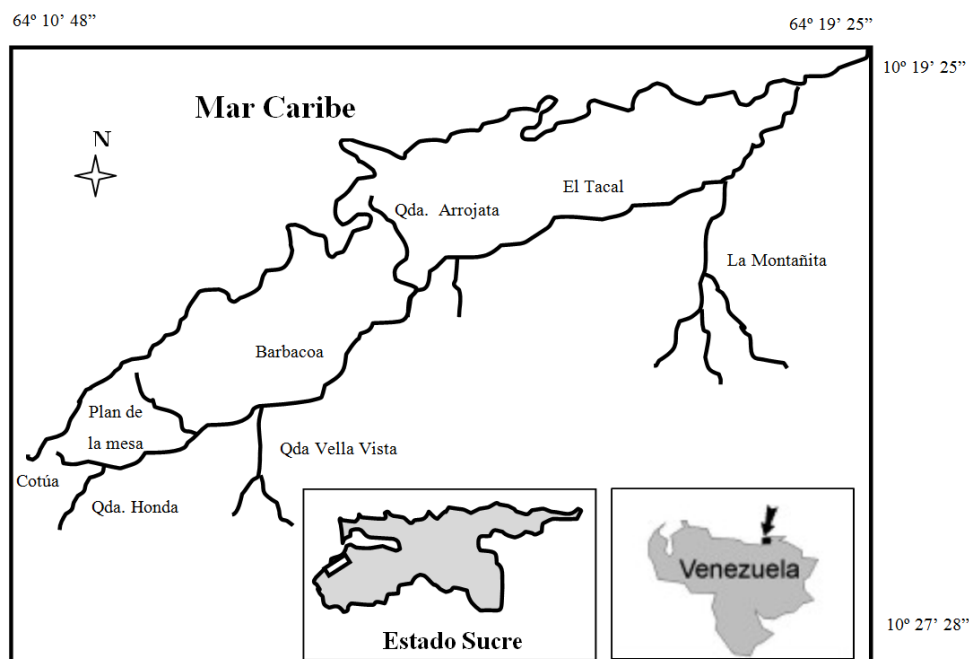 64º 10’ 48”
64º 19’ 25”
10º 19’ 25”
Mar Caribe
N
El Tacal
Qda. Arrojata
La Montañita
Barbacoa
Plan de
la mesa
Qda Vella Vista
Cotúa
Qda. Honda
Venezuela
Estado Sucre
10º 27’ 28”